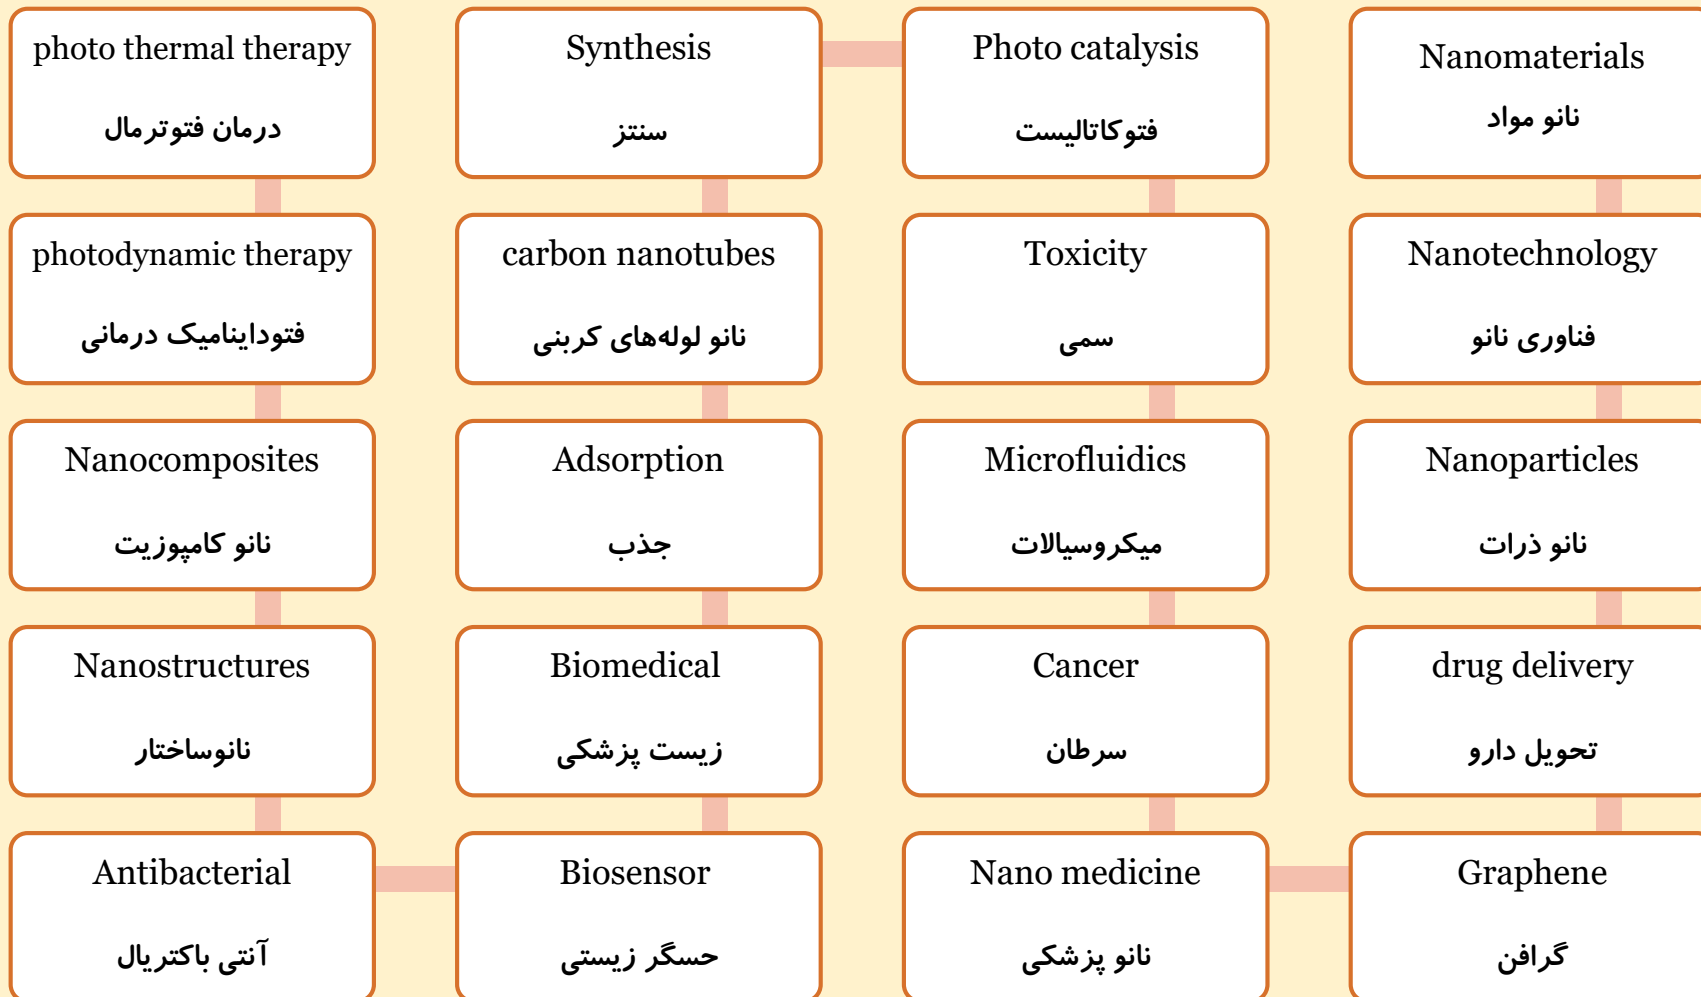 photo thermal therapy
درمان فتوترمال
Synthesis
سنتز
Photo catalysis
فتوکاتالیست
Nanomaterials
نانو مواد
photodynamic therapy
فتوداینامیک درمانی
carbon nanotubes
نانو لوله‌های کربنی
Toxicity
سمی
Nanotechnology
فناوری نانو
Nanocomposites
نانو کامپوزیت
Adsorption
جذب
Microfluidics
میکروسیالات
Nanoparticles
نانو ذرات
Nanostructures
نانوساختار
Biomedical
زیست پزشکی
Cancer
سرطان
drug delivery
تحویل دارو
Antibacterial
آنتی باکتریال
Biosensor
حسگر زیستی
Nano medicine
نانو پزشکی
Graphene
گرافن